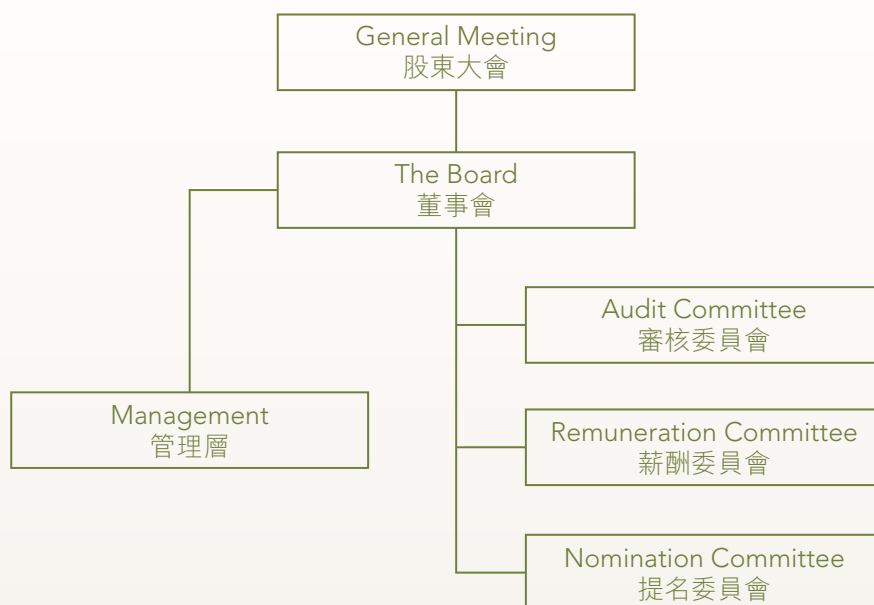 General Meeting
股東大會
The Board
董事會
Audit Committee
審核委員會
Management
管理層
Remuneration Committee
薪酬委員會
Nomination Committee
提名委員會